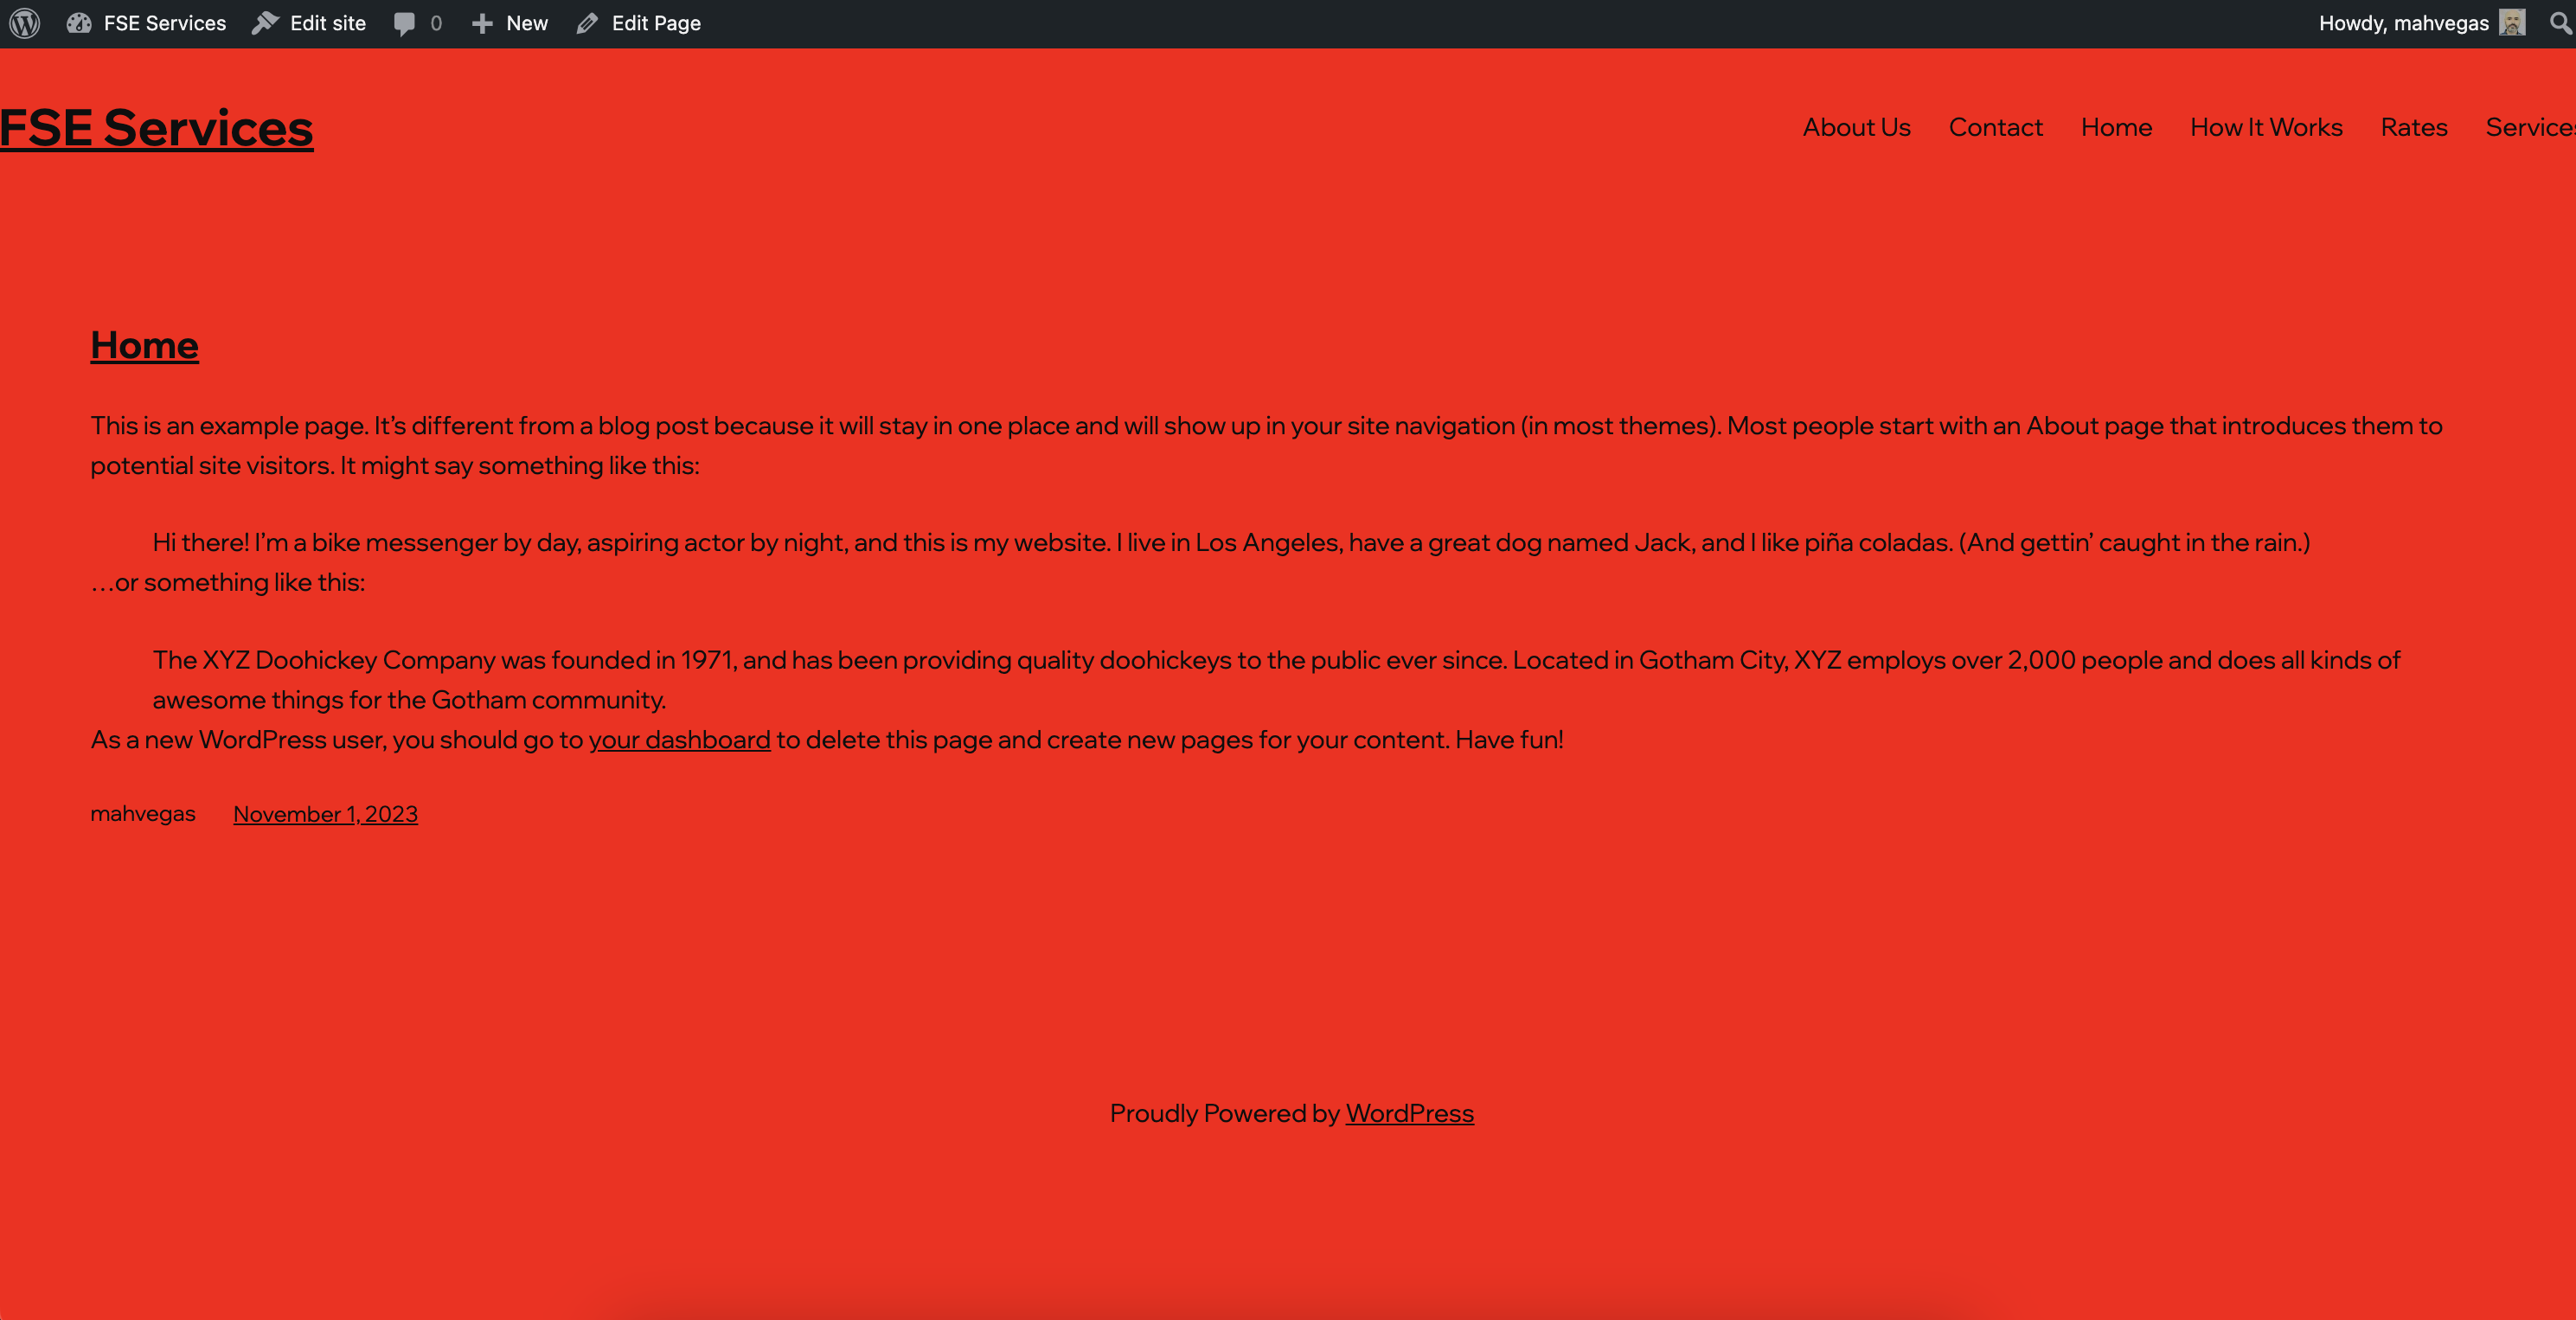 FSE Services Edit site 0 New Edit Page Howdy, mahvegas
FSE Services
About Us Contact Home How It Works Rates Services
Home
This is an example page. It’s different from a blog post because it will stay in one place and will show up in your site navigation (in most themes). Most people start with an About page that introduces them to
potential site visitors. It might say something like this:
Hi there! I’m a bike messenger by day, aspiring actor by night, and this is my website. I live in Los Angeles, have a great dog named Jack, and I like piña coladas. (And gettin’ caught in the rain.)
…or something like this:
The XYZ Doohickey Company was founded in 1971, and has been providing quality doohickeys to the public ever since. Located in Gotham City, XYZ employs over 2,000 people and does all kinds of
awesome things for the Gotham community.
As a new WordPress user, you should go to your dashboard to delete this page and create new pages for your content. Have fun!
mahvegas November 1, 2023
Proudly Powered by WordPress